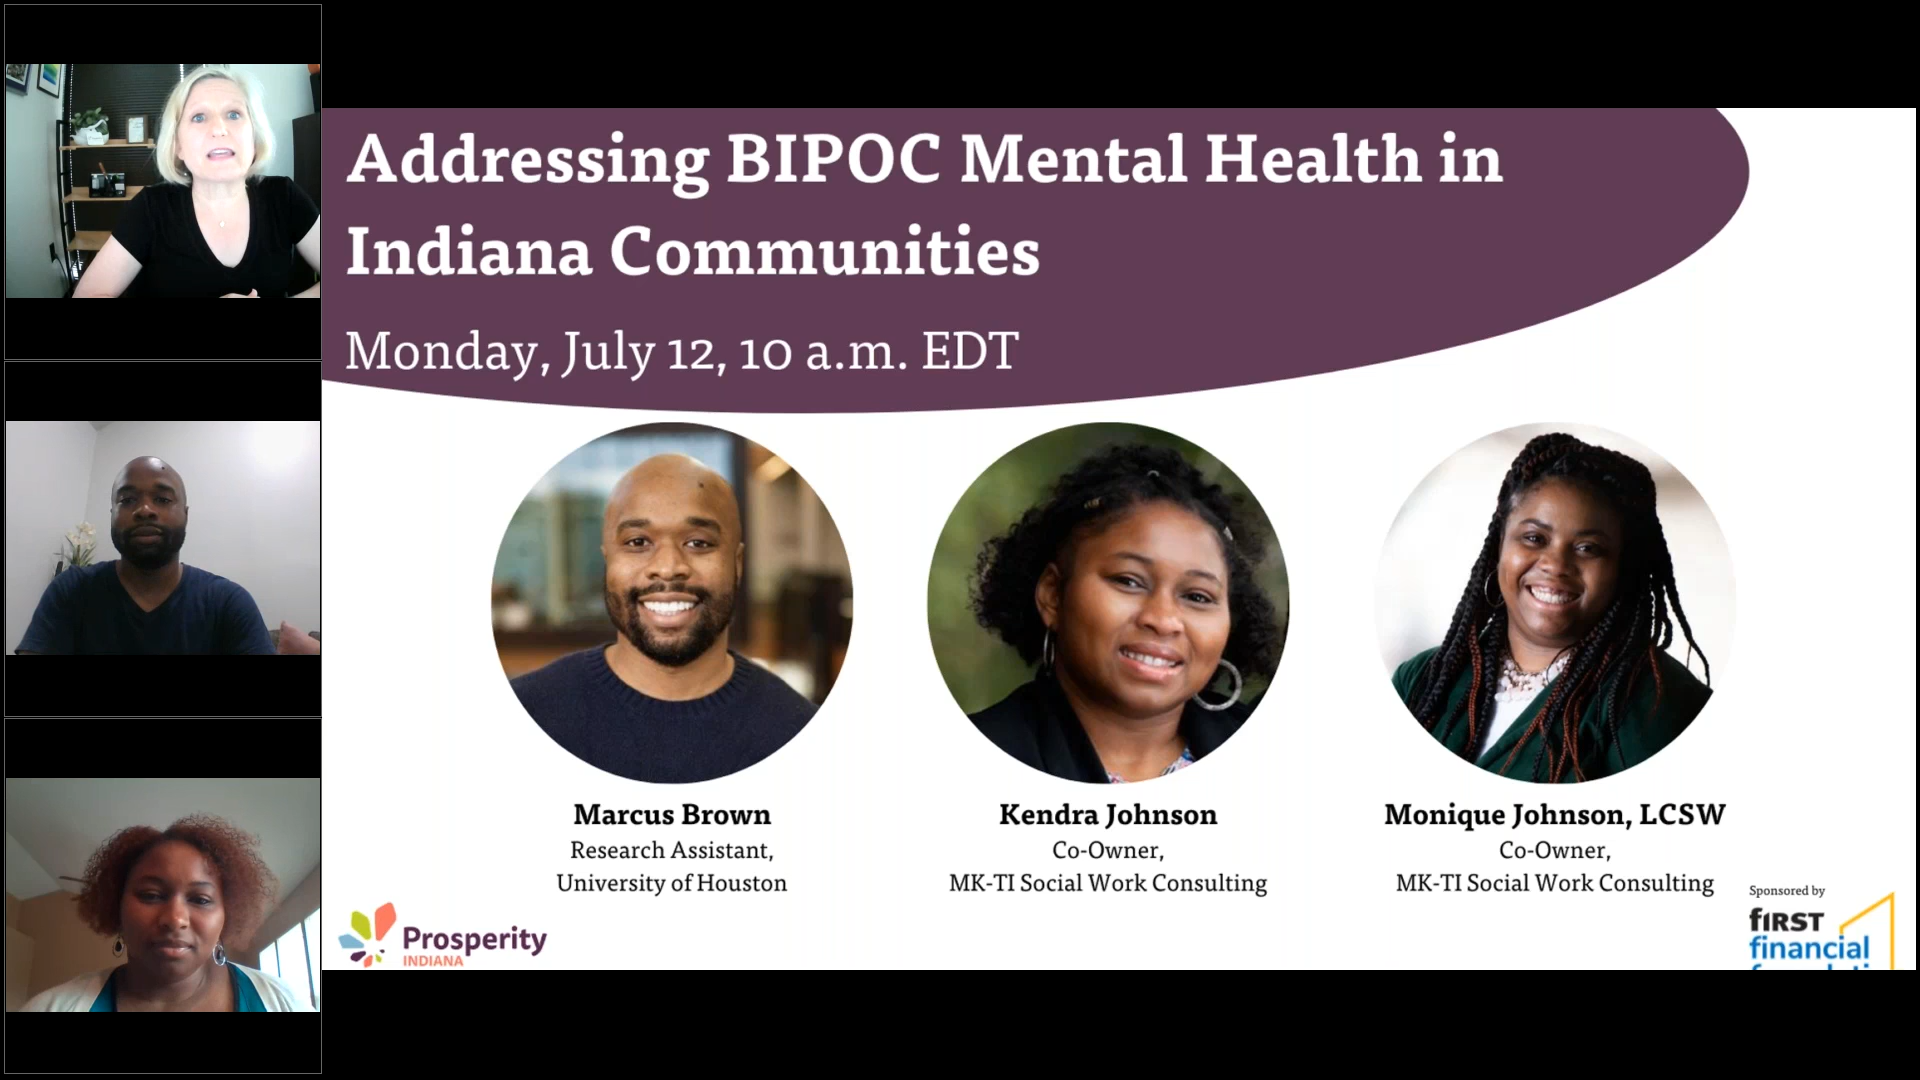 Addressing BIPOC Mental Health in
Indiana Communities
Monday, July 12, 10 a.m. EDT
Marcus Brown
Research Assistant,
University of Houston
Kendra Johnson
Co-Owner,
MK-TI Social Work Consulting
Monique Johnson, LCSW
Co-Owner,
MK-TI Social Work Consulting
Prosperity
INDIANA
Sponsored by
fIRST
financial